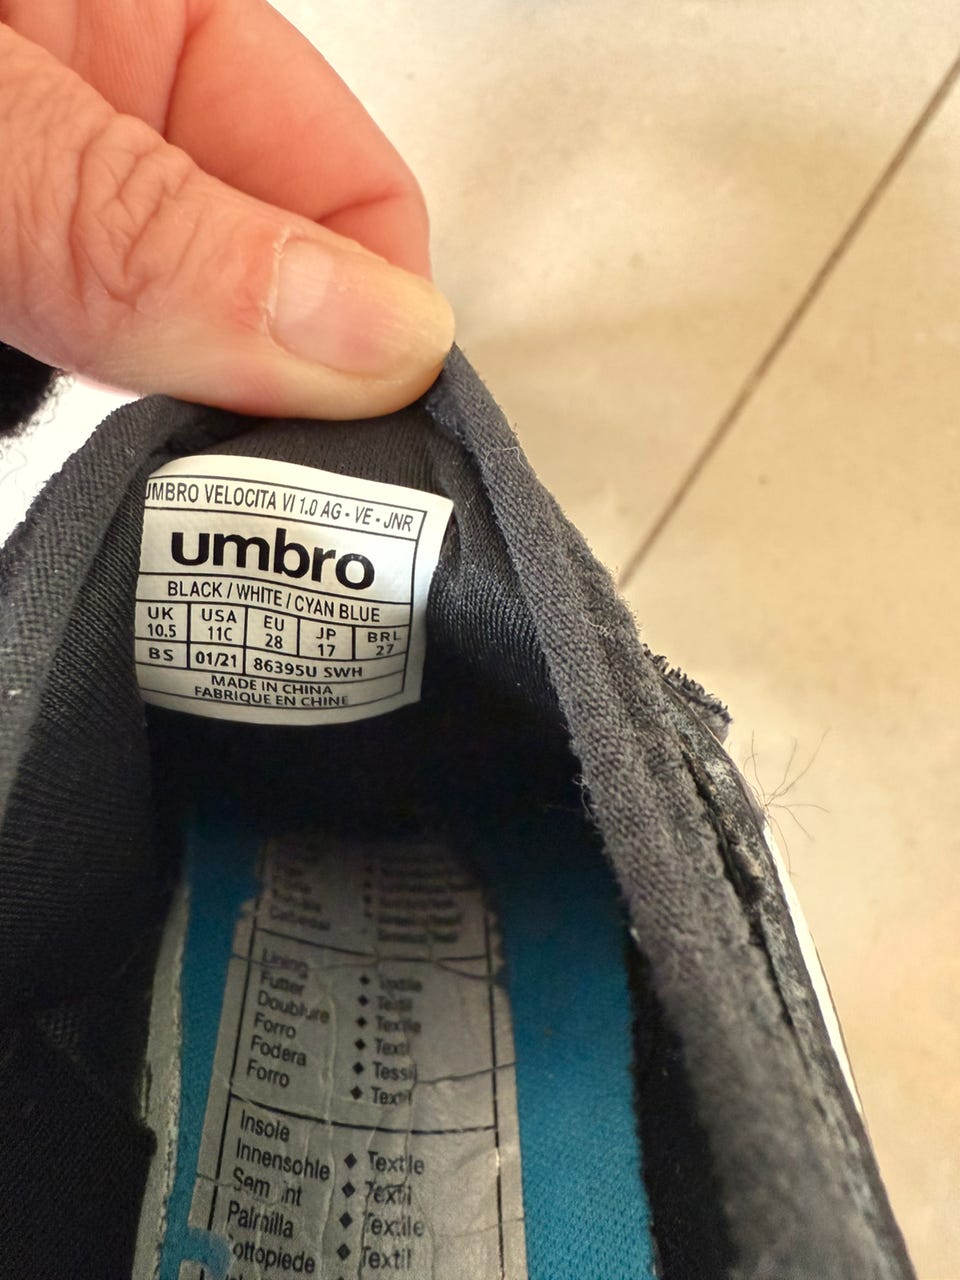 UMBRO VELOCITA VI 1.0 AG - VE - JNR
umbro
BLACK / WHITE / CYAN BLUE
UK USA EU JP BRL
10.5 11C 28 17 27
BS 01/21 86395U SWH
MADE IN CHINA
FABRIQUE EN CHINE
Lining
Futter ◆ Textile
Doublure ◆ Textil
Forro ◆ Textile
Fodera ◆ Textil
Forro ◆ Tessil
◆ Textil
Insole
Innensohle ◆ Textile
◆ Textil
Palmilla ◆ Textile
ottopiede ◆ Textil